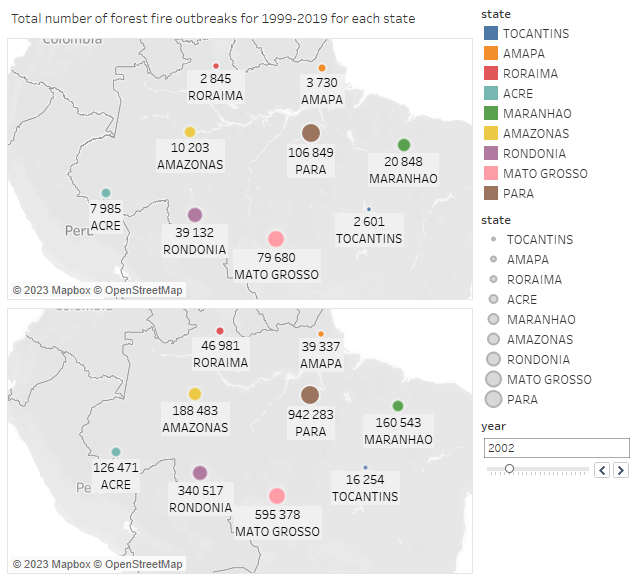 Total number of forest fire outbreaks for 1999-2019 for each state
Colombia
2 845
RORAIMA
3 730
AMAPA
10 203
AMAZONAS
106 849
PARA
20 848
MARANHAO
7 985
ACRE
Peru
39 132
RONDONIA
2 601
TOCANTINS
79 680
MATO GROSSO
© 2023 Mapbox © OpenStreetMap
46 981
RORAIMA
39 337
AMAPA
188 483
AMAZONAS
942 283
PARA
160 543
MARANHAO
126 471
ACRE
Pe
340 517
RONDONIA
16 254
TOCANTINS
595 378
MATO GROSSO
© 2023 Mapbox © OpenStreetMap
state
TOCANTINS
AMAPA
RORAIMA
ACRE
MARANHAO
AMAZONAS
RONDONIA
MATO GROSSO
PARA
state
TOCANTINS
AMAPA
RORAIMA
ACRE
MARANHAO
AMAZONAS
RONDONIA
MATO GROSSO
PARA
year
2002